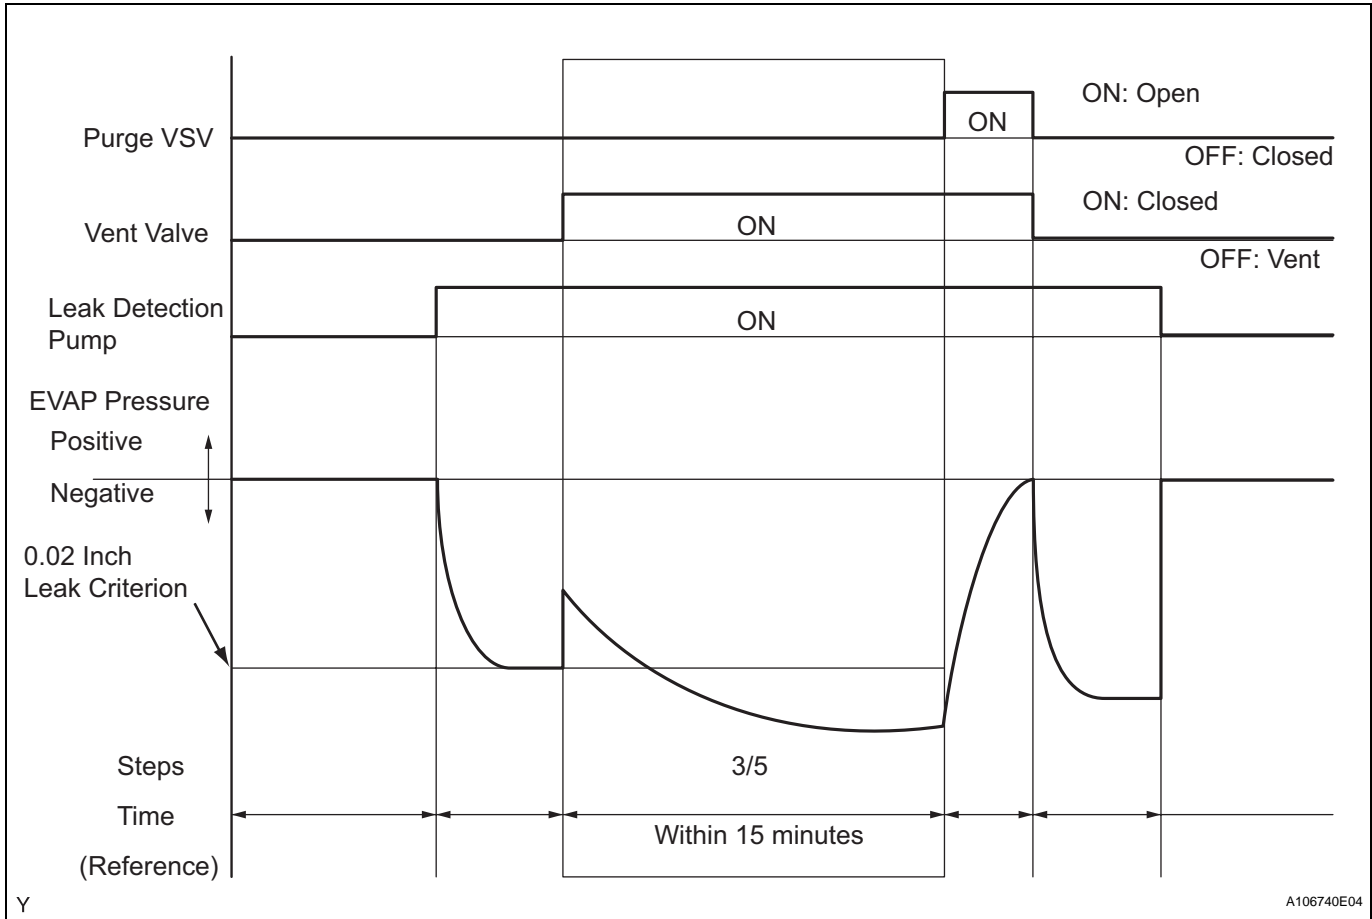 ON: Open
ON
Purge VSV
OFF: Closed
ON: Closed
Vent Valve
ON
OFF: Vent
Leak Detection
Pump
ON
EVAP Pressure
Positive
Negative
0.02 Inch
Leak Criterion
Steps
3/5
Time
Within 15 minutes
(Reference)
Y
A106740E04